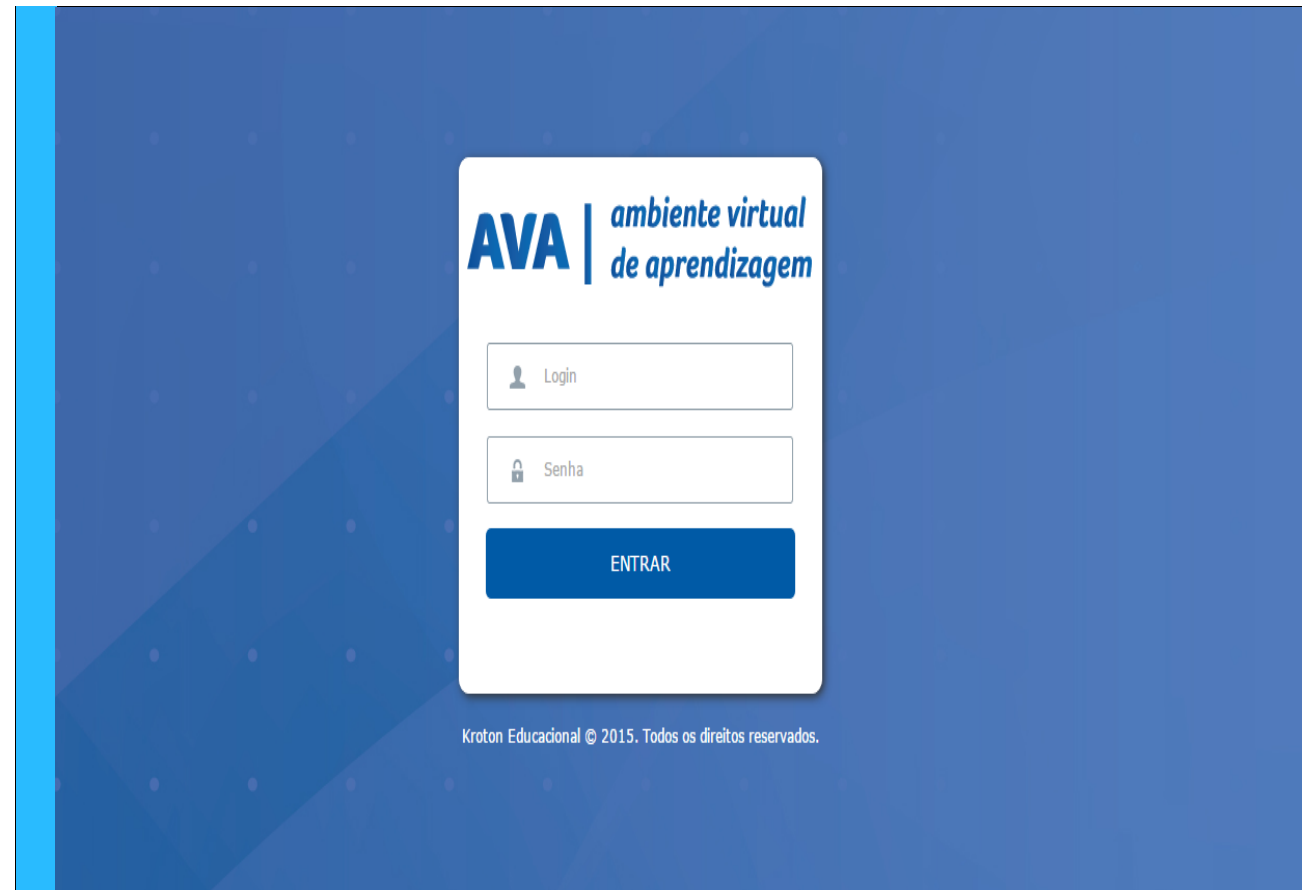 AVA
ambiente virtual
de aprendizagem
Login
Senha
ENTRAR
Kroton Educacional © 2015. Todos os direitos reservados.